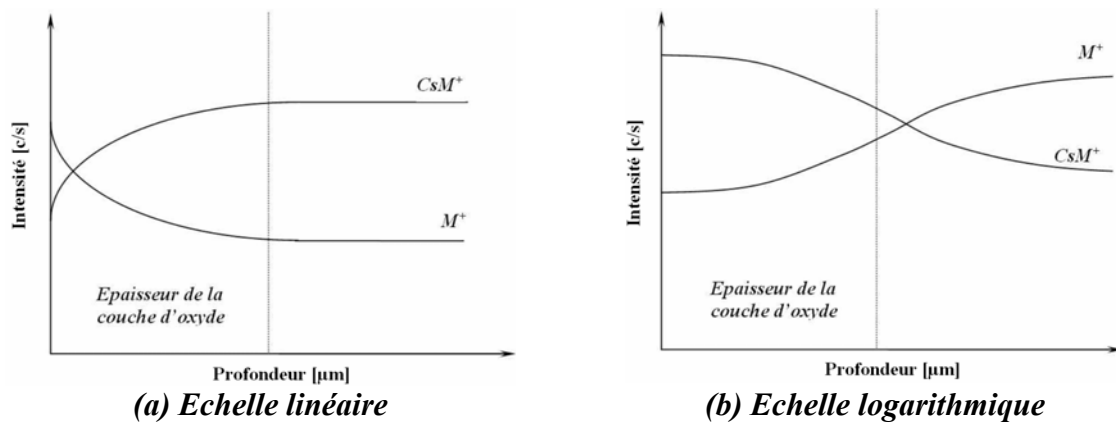 CsM⁺
M⁺
Intensité [c/s]
Epaisseur de la
couche d'oxyde
Profondeur [µm]
(a) Echelle linéaire
M⁺
CsM⁺
Intensité [c/s]
Epaisseur de la
couche d'oxyde
Profondeur [µm]
(b) Echelle logarithmique